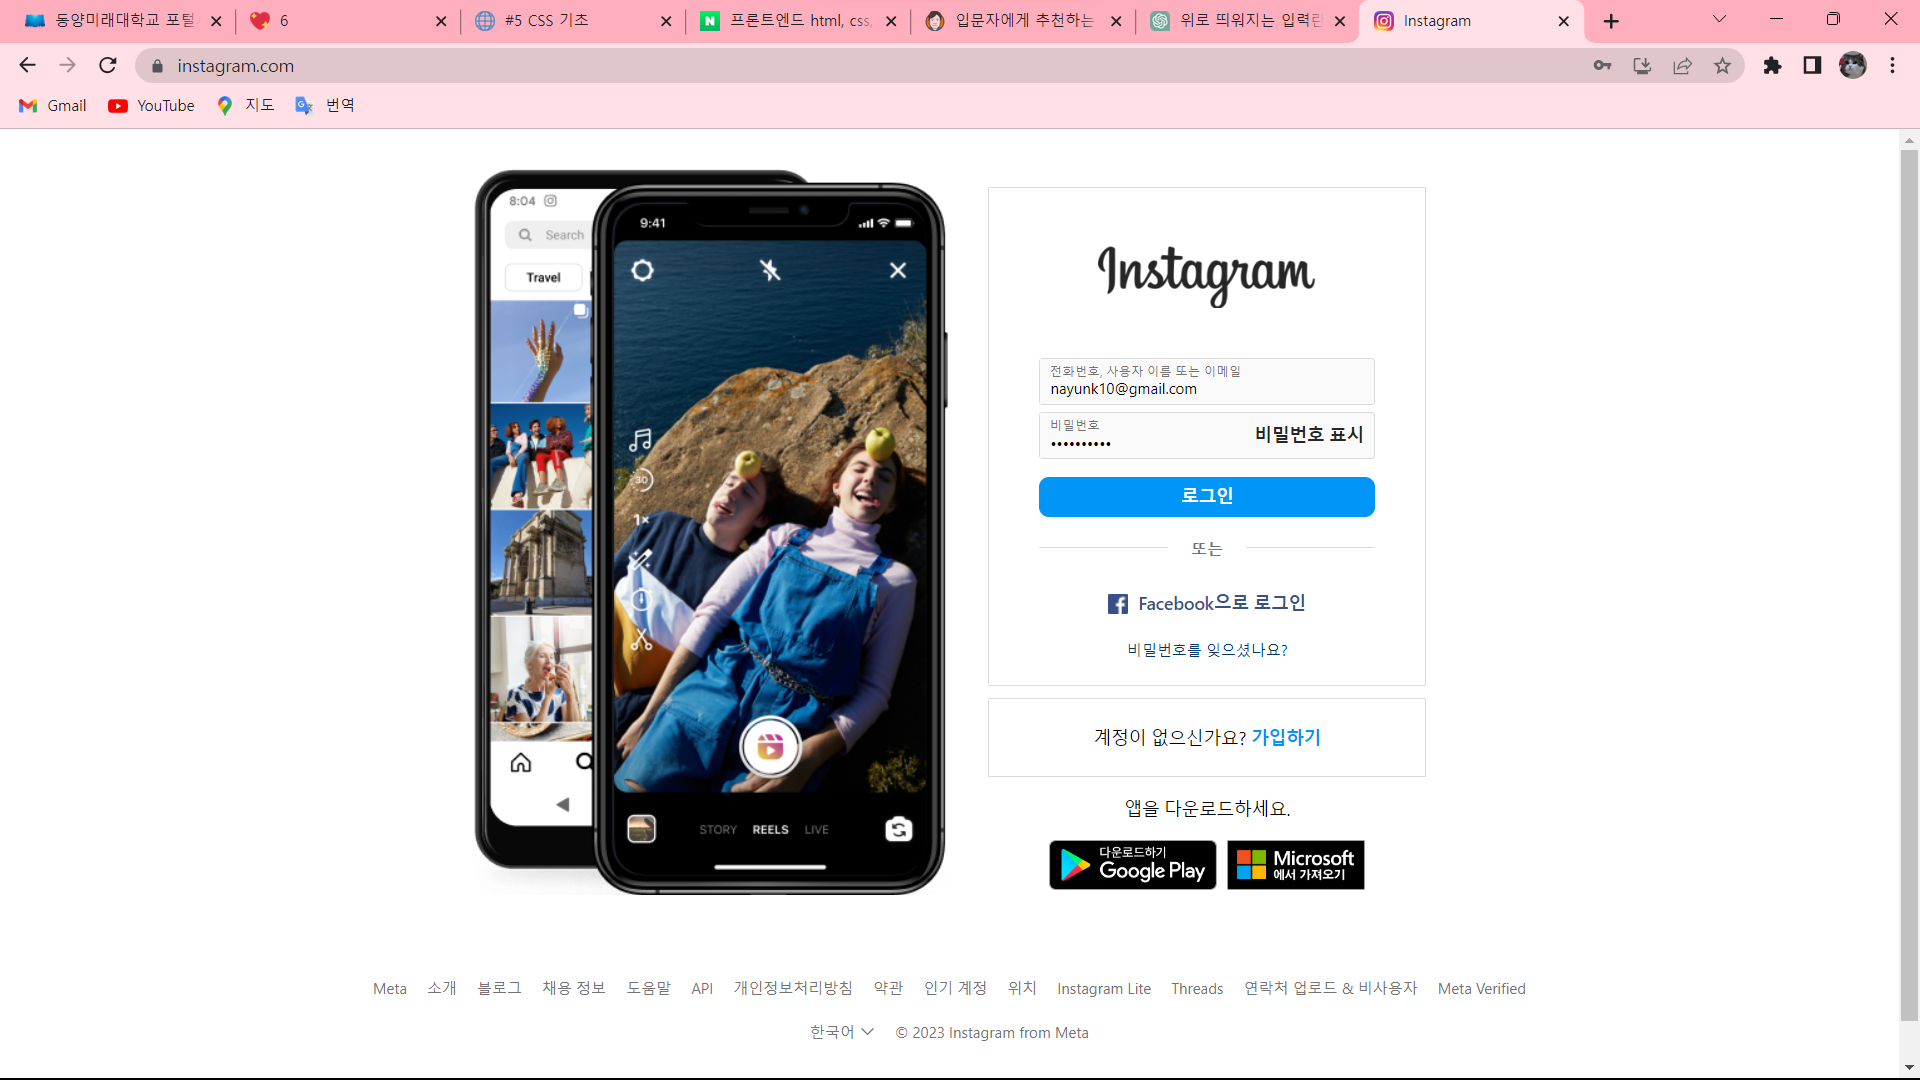 동양미래대학교 포털
6
#5 CSS 기초
프론트엔드 html, css,
입문자에게 추천하는
위로 띄워지는 입력란
Instagram
instagram.com
Gmail
YouTube
지도
번역
8:04
Search
Travel
9:41
30
1×
STORY
REELS
LIVE
Instagram
전화번호, 사용자 이름 또는 이메일
nayunk10@gmail.com
비밀번호
••••••••••
비밀번호 표시
로그인
또는
Facebook으로 로그인
비밀번호를 잊으셨나요?
계정이 없으신가요? 가입하기
앱을 다운로드하세요.
다운로드하기
Google Play
Microsoft
에서 가져오기
Meta 소개 블로그 채용 정보 도움말 API 개인정보처리방침 약관 인기 계정 위치 Instagram Lite Threads 연락처 업로드 & 비사용자 Meta Verified
한국어 © 2023 Instagram from Meta